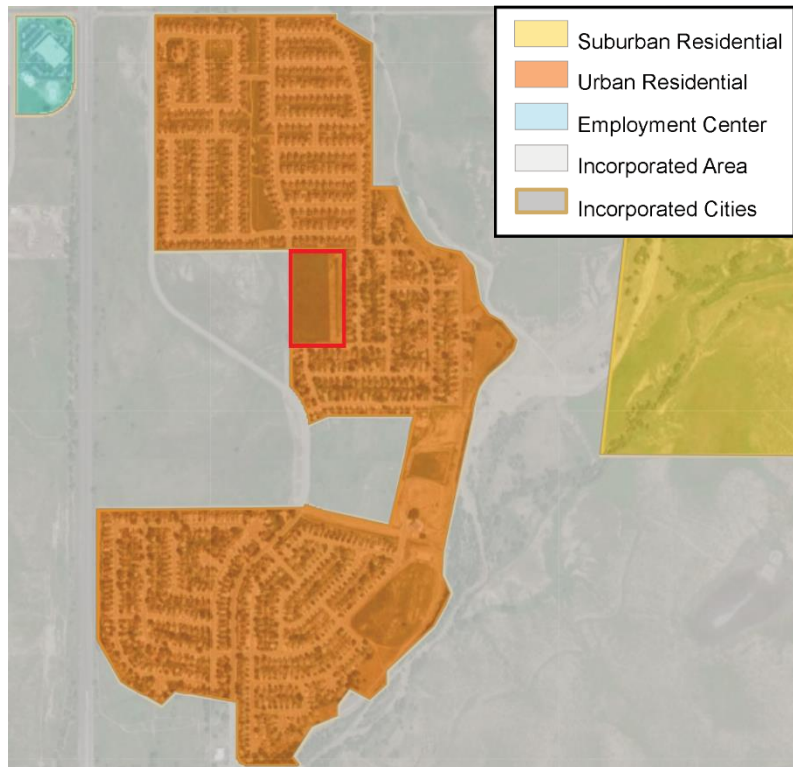 Suburban Residential
Urban Residential
Employment Center
Incorporated Area
Incorporated Cities